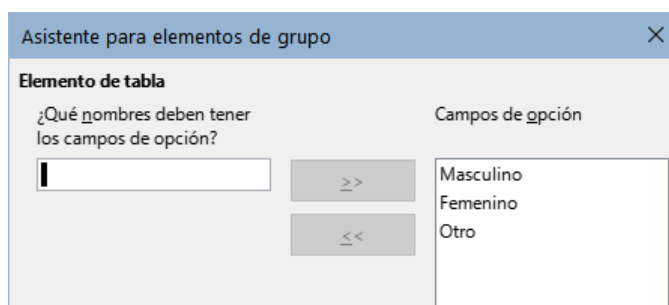 Asistente para elementos de grupo
Elemento de tabla
¿Qué nombres deben tener
los campos de opción?
Campos de opción
>>
<<
Masculino
Femenino
Otro